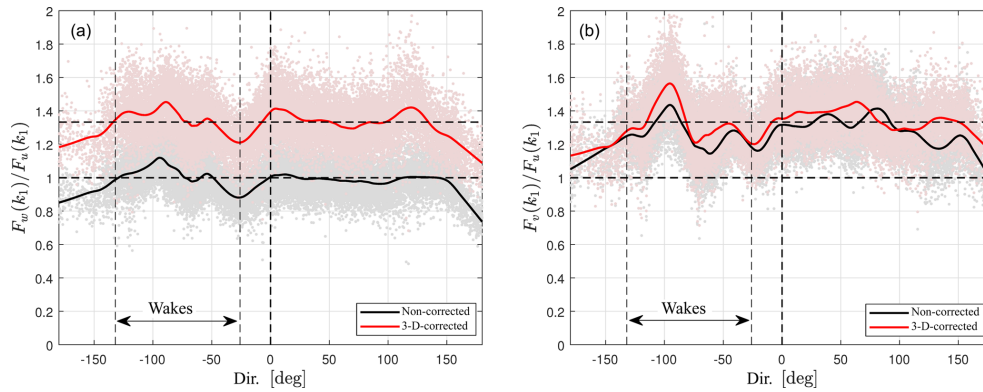 (a)
2
1.8
1.6
1.4
1.2
1
0.8
0.6
0.4
0.2
0
F_w(k_1)/F_u(k_1)
Wakes
Non-corrected
3-D-corrected
-150 -100 -50 0 50 100 150
Dir. [deg]
(b)
2
1.8
1.6
1.4
1.2
1
0.8
0.6
0.4
0.2
0
F_v(k_1)/F_u(k_1)
Wakes
Non-corrected
3-D-corrected
-150 -100 -50 0 50 100 150
Dir. [deg]